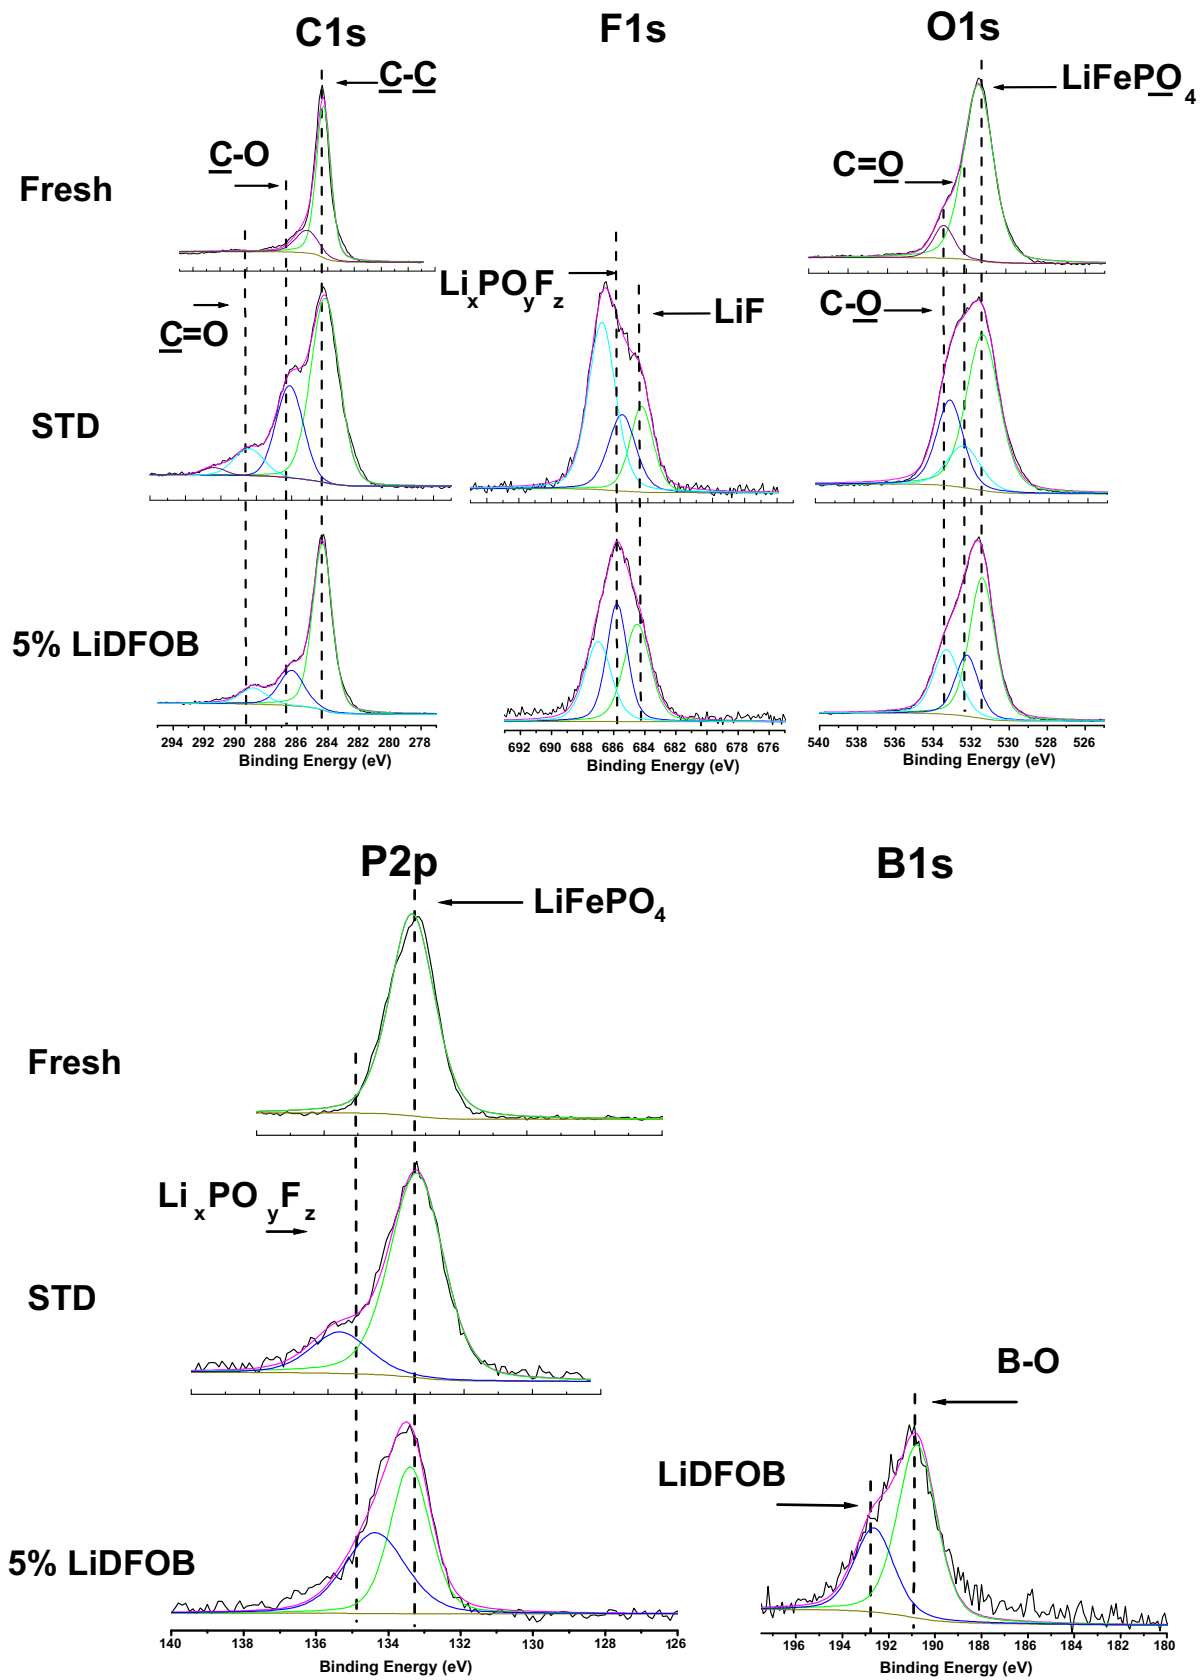 C1s
F1s
O1s
C-C
LiFePO4
C-O
C=O
Fresh
LixPOyFz
LiF
C-O
C=O
STD
5% LiDFOB
294 292 290 288 286 284 282 280 278
Binding Energy (eV)
692 690 688 686 684 682 680 678 676
Binding Energy (eV)
540 538 536 534 532 530 528 526
Binding Energy (eV)
P2p
B1s
LiFePO4
Fresh
LixPOyFz
STD
B-O
LiDFOB
5% LiDFOB
140 138 136 134 132 130 128 126
Binding Energy (eV)
196 194 192 190 188 186 184 182 180
Binding Energy (eV)